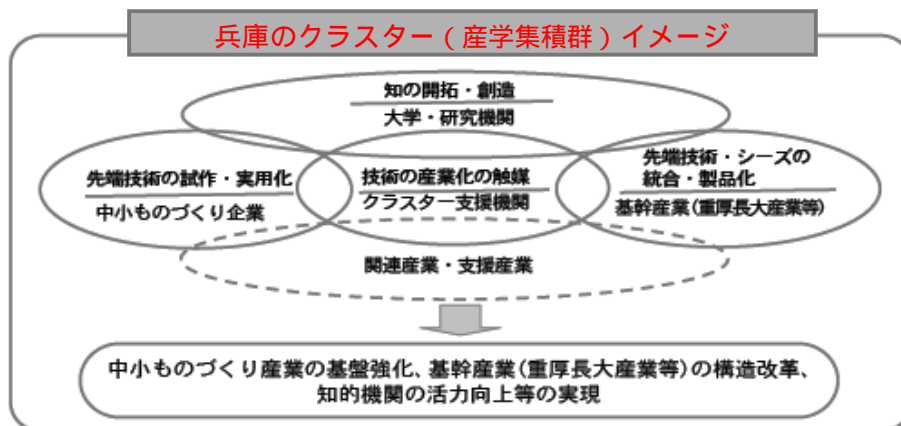 兵庫のクラスター（産学集積群）イメージ
知の開拓・創造
大学・研究機関
先端技術の試作・実用化
中小ものづくり企業
技術の産業化の触媒
クラスター支援機関
先端技術・シーズの
統合・製品化
基幹産業(重厚長大産業等)
関連産業・支援産業
中小ものづくり産業の基盤強化、基幹産業(重厚長大産業等)の構造改革、
知的機関の活力向上等の実現